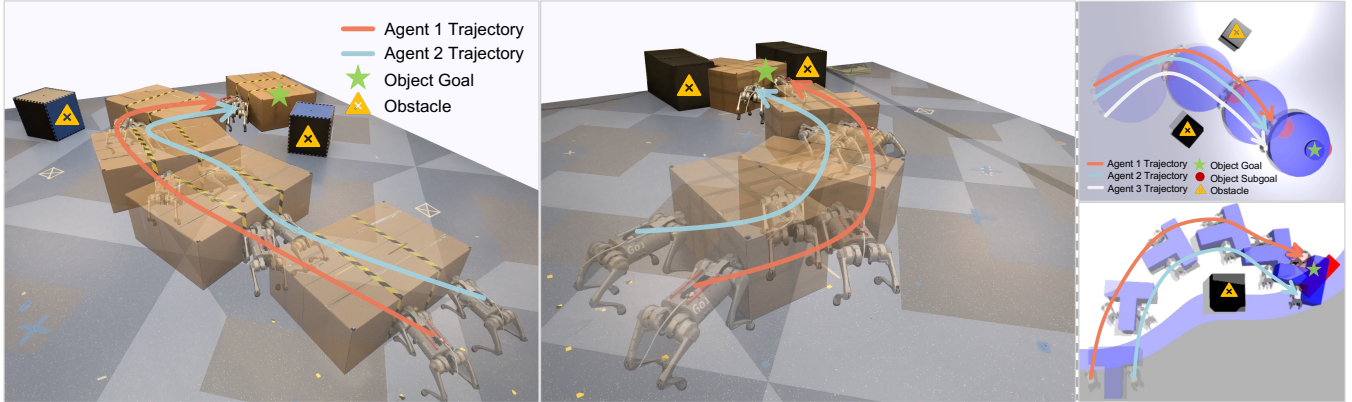 Agent 1 Trajectory
Agent 2 Trajectory
Object Goal
Obstacle
Go1
Go1
Agent 1 Trajectory
Object Goal
Agent 2 Trajectory
Object Subgoal
Agent 3 Trajectory
Obstacle